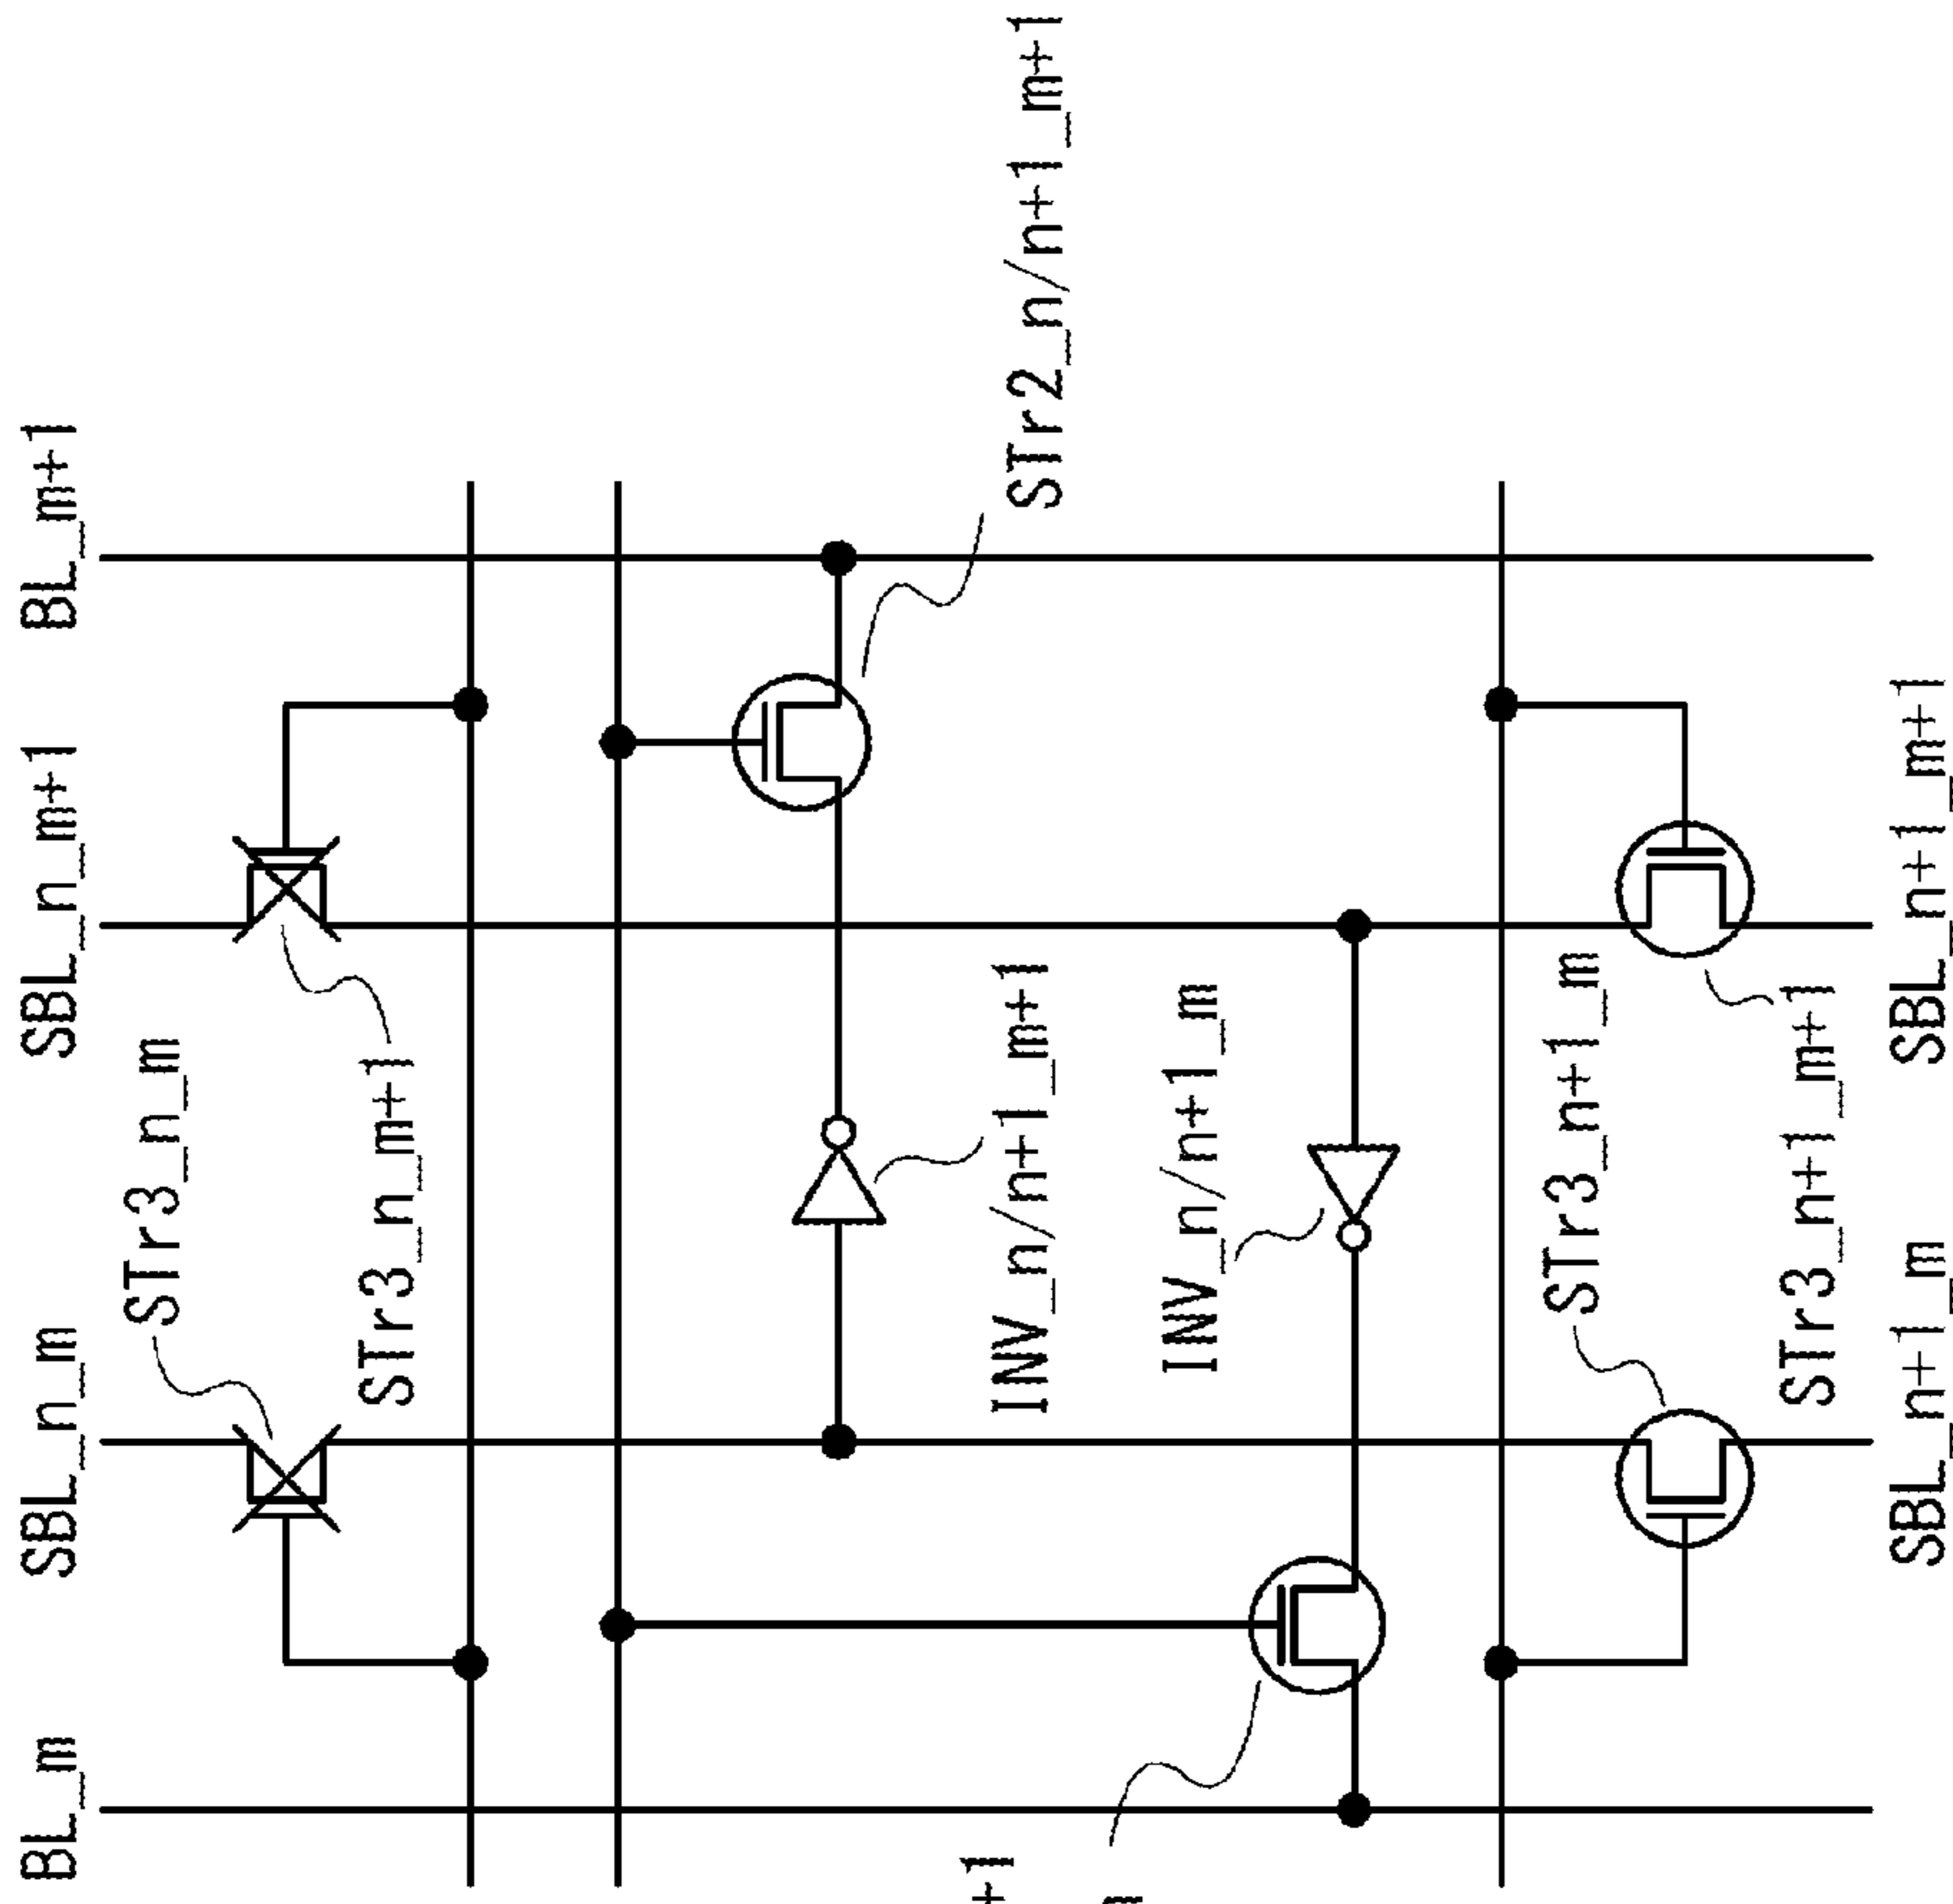 BL_m
SBL_n_m
SBL_n_m+1
BL_m+1
STr3_n_m
STr3_n_m+1
STr2_n/n+1_m+1
INV_n/n+1_m+1
INV_n/n+1_m
+1
m
STr3_n+1_m
STr3_n+1_m+1
SBL_n+1_m
SBL_n+1_m+1